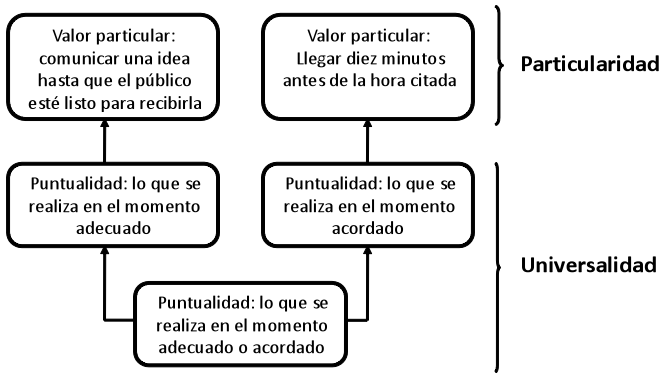 Valor particular:
comunicar una idea
hasta que el público
esté listo para recibirla
Valor particular:
Llegar diez minutos
antes de la hora citada
Particularidad
Puntualidad: lo que se
realiza en el momento
adecuado
Puntualidad: lo que se
realiza en el momento
acordado
Universalidad
Puntualidad: lo que se
realiza en el momento
adecuado o acordado